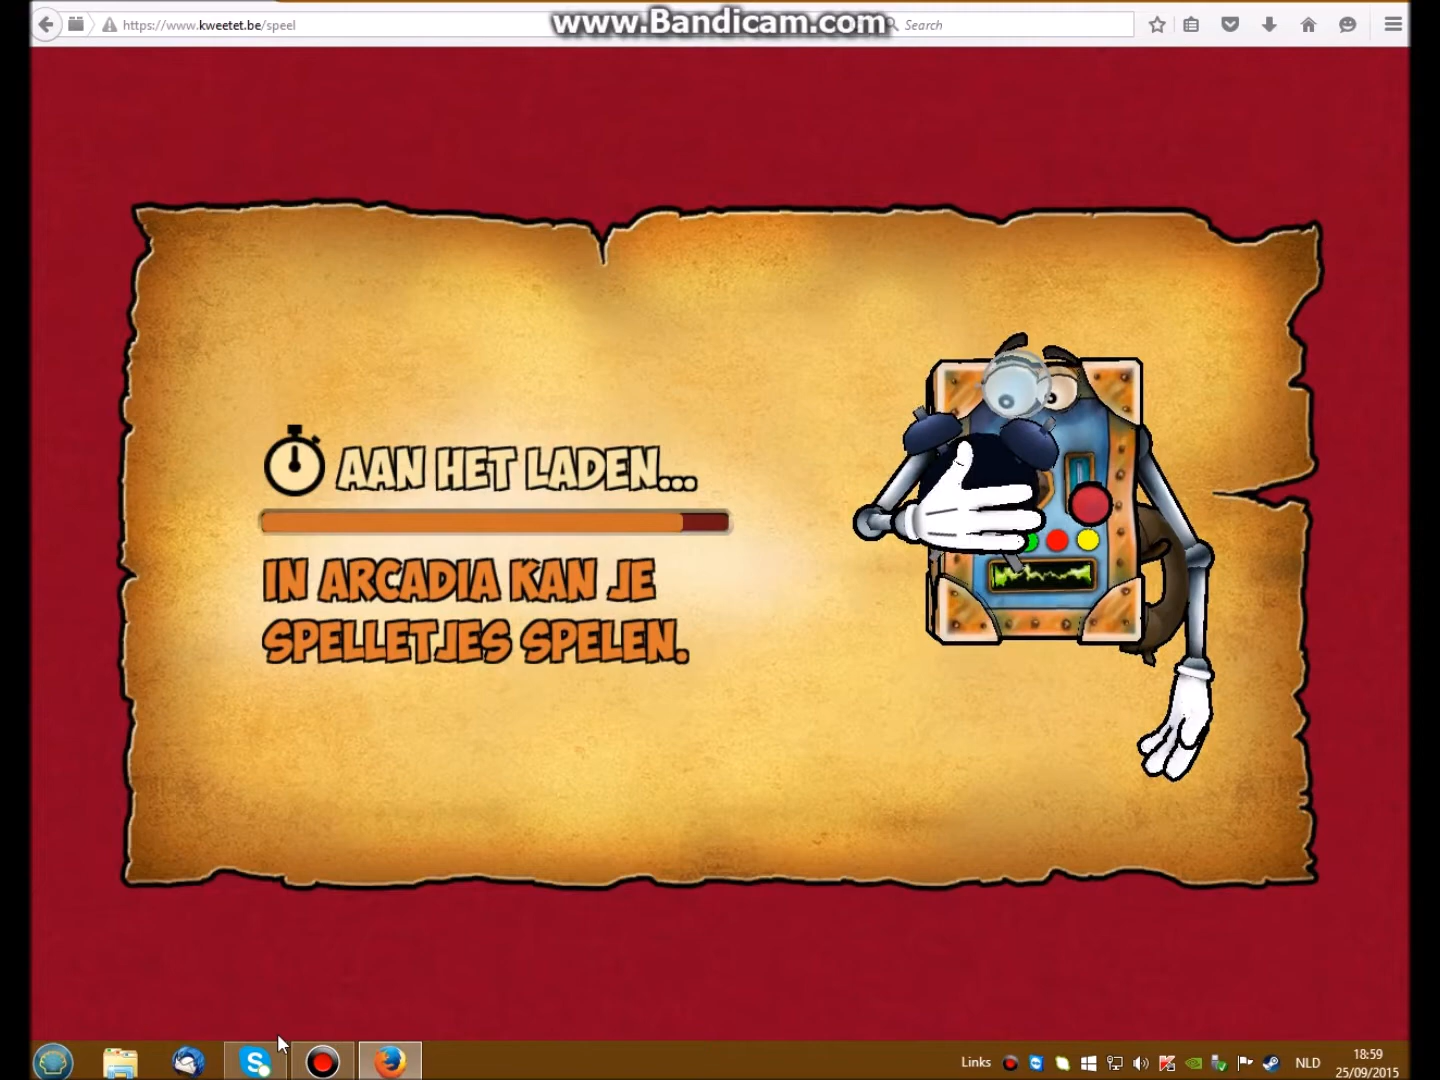 https://www.kweetet.be/speel
www.Bandicam.com
Search
AAN HET LADEN...
IN ARCADIA KAN JE
SPELLETJES SPELEN.
Links
NLD
18:59
25/09/2015